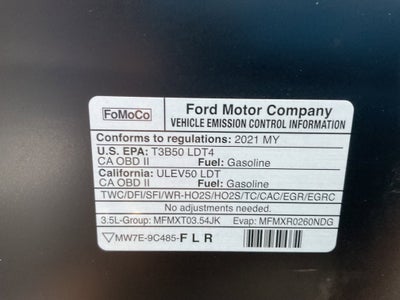 FoMoCo
Ford Motor Company
VEHICLE EMISSION CONTROL INFORMATION
Conforms to regulations: 2021 MY
U.S. EPA: T3B50 LDT4
CA OBD II Fuel: Gasoline
California: ULEV50 LDT
CA OBD II Fuel: Gasoline
TWC/DFI/SFI/WR-HO2S/HO2S/TC/CAC/EGR/EGRC
No adjustments needed.
3.5L-Group: MFMXT03.54JK Evap: MFMXR0260NDG
MW7E-9C485-F L R